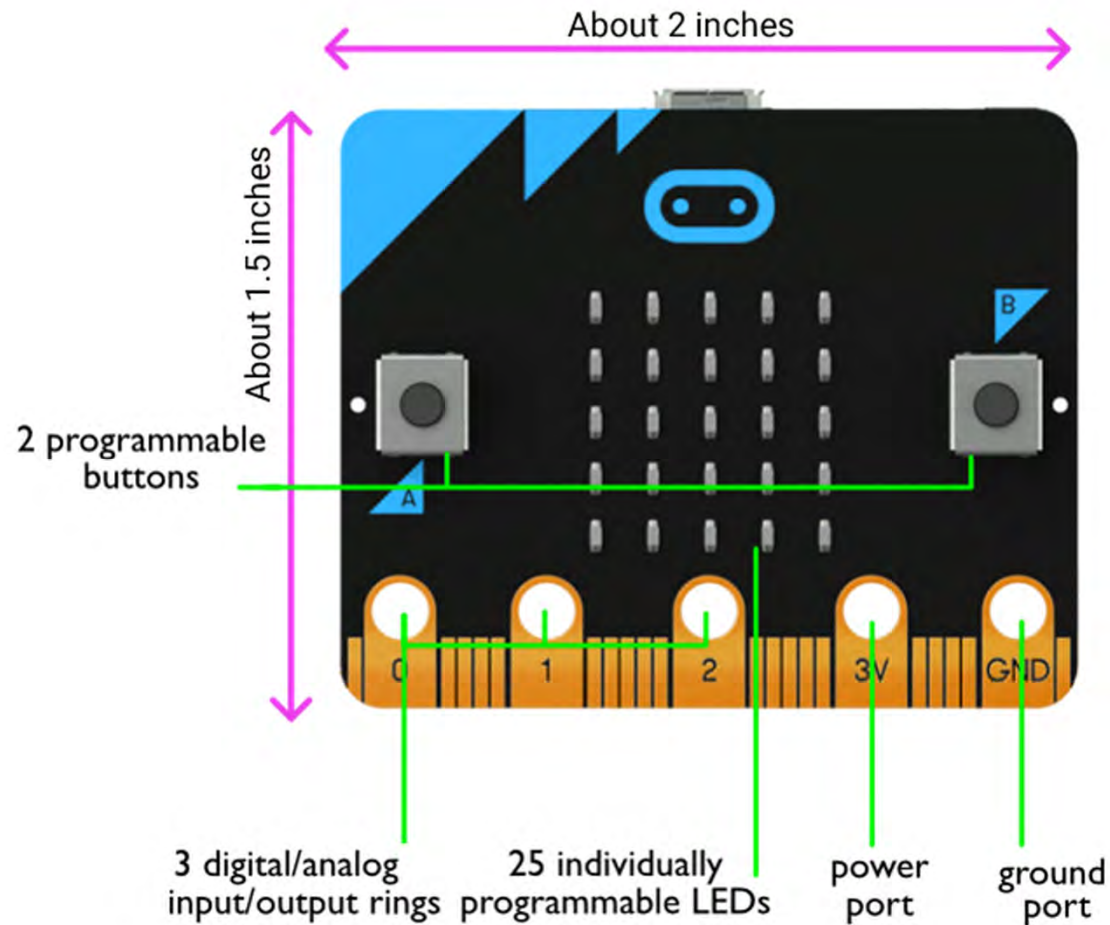 About 2 inches
About 1.5 inches
B
2 programmable
buttons
A
0
1
2
3V
GND
3 digital/analog
input/output rings
25 individually
programmable LEDs
power
port
ground
port